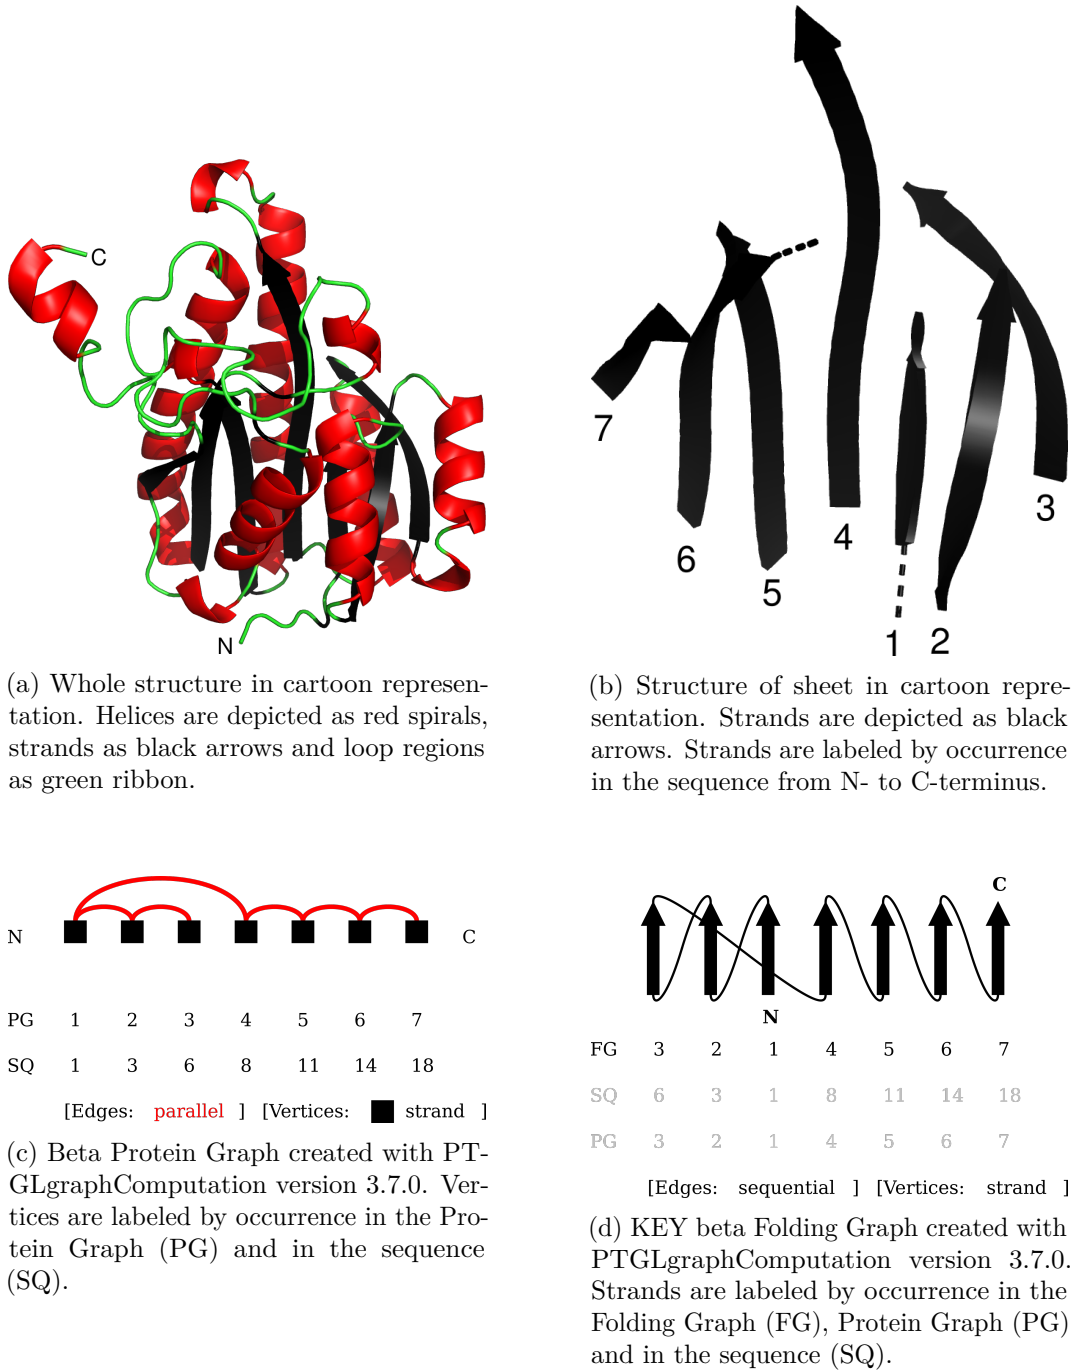 C
N
7
6
5
4
1
2
3
(a) Whole structure in cartoon represen-
tation. Helices are depicted as red spirals,
strands as black arrows and loop regions
as green ribbon.
(b) Structure of sheet in cartoon repre-
sentation. Strands are depicted as black
arrows. Strands are labeled by occurrence
in the sequence from N- to C-terminus.
N C
PG 1 2 3 4 5 6 7
SQ 1 3 6 8 11 14 18
[Edges: parallel ] [Vertices: strand ]
(c) Beta Protein Graph created with PT-
GLgraphComputation version 3.7.0. Ver-
tices are labeled by occurrence in the Pro-
tein Graph (PG) and in the sequence
(SQ).
C
N
FG 3 2 1 4 5 6 7
SQ 6 3 1 8 11 14 18
PG 3 2 1 4 5 6 7
[Edges: sequential ] [Vertices: strand ]
(d) KEY beta Folding Graph created with
PTGLgraphComputation version 3.7.0.
Strands are labeled by occurrence in the
Folding Graph (FG), Protein Graph (PG)
and in the sequence (SQ).